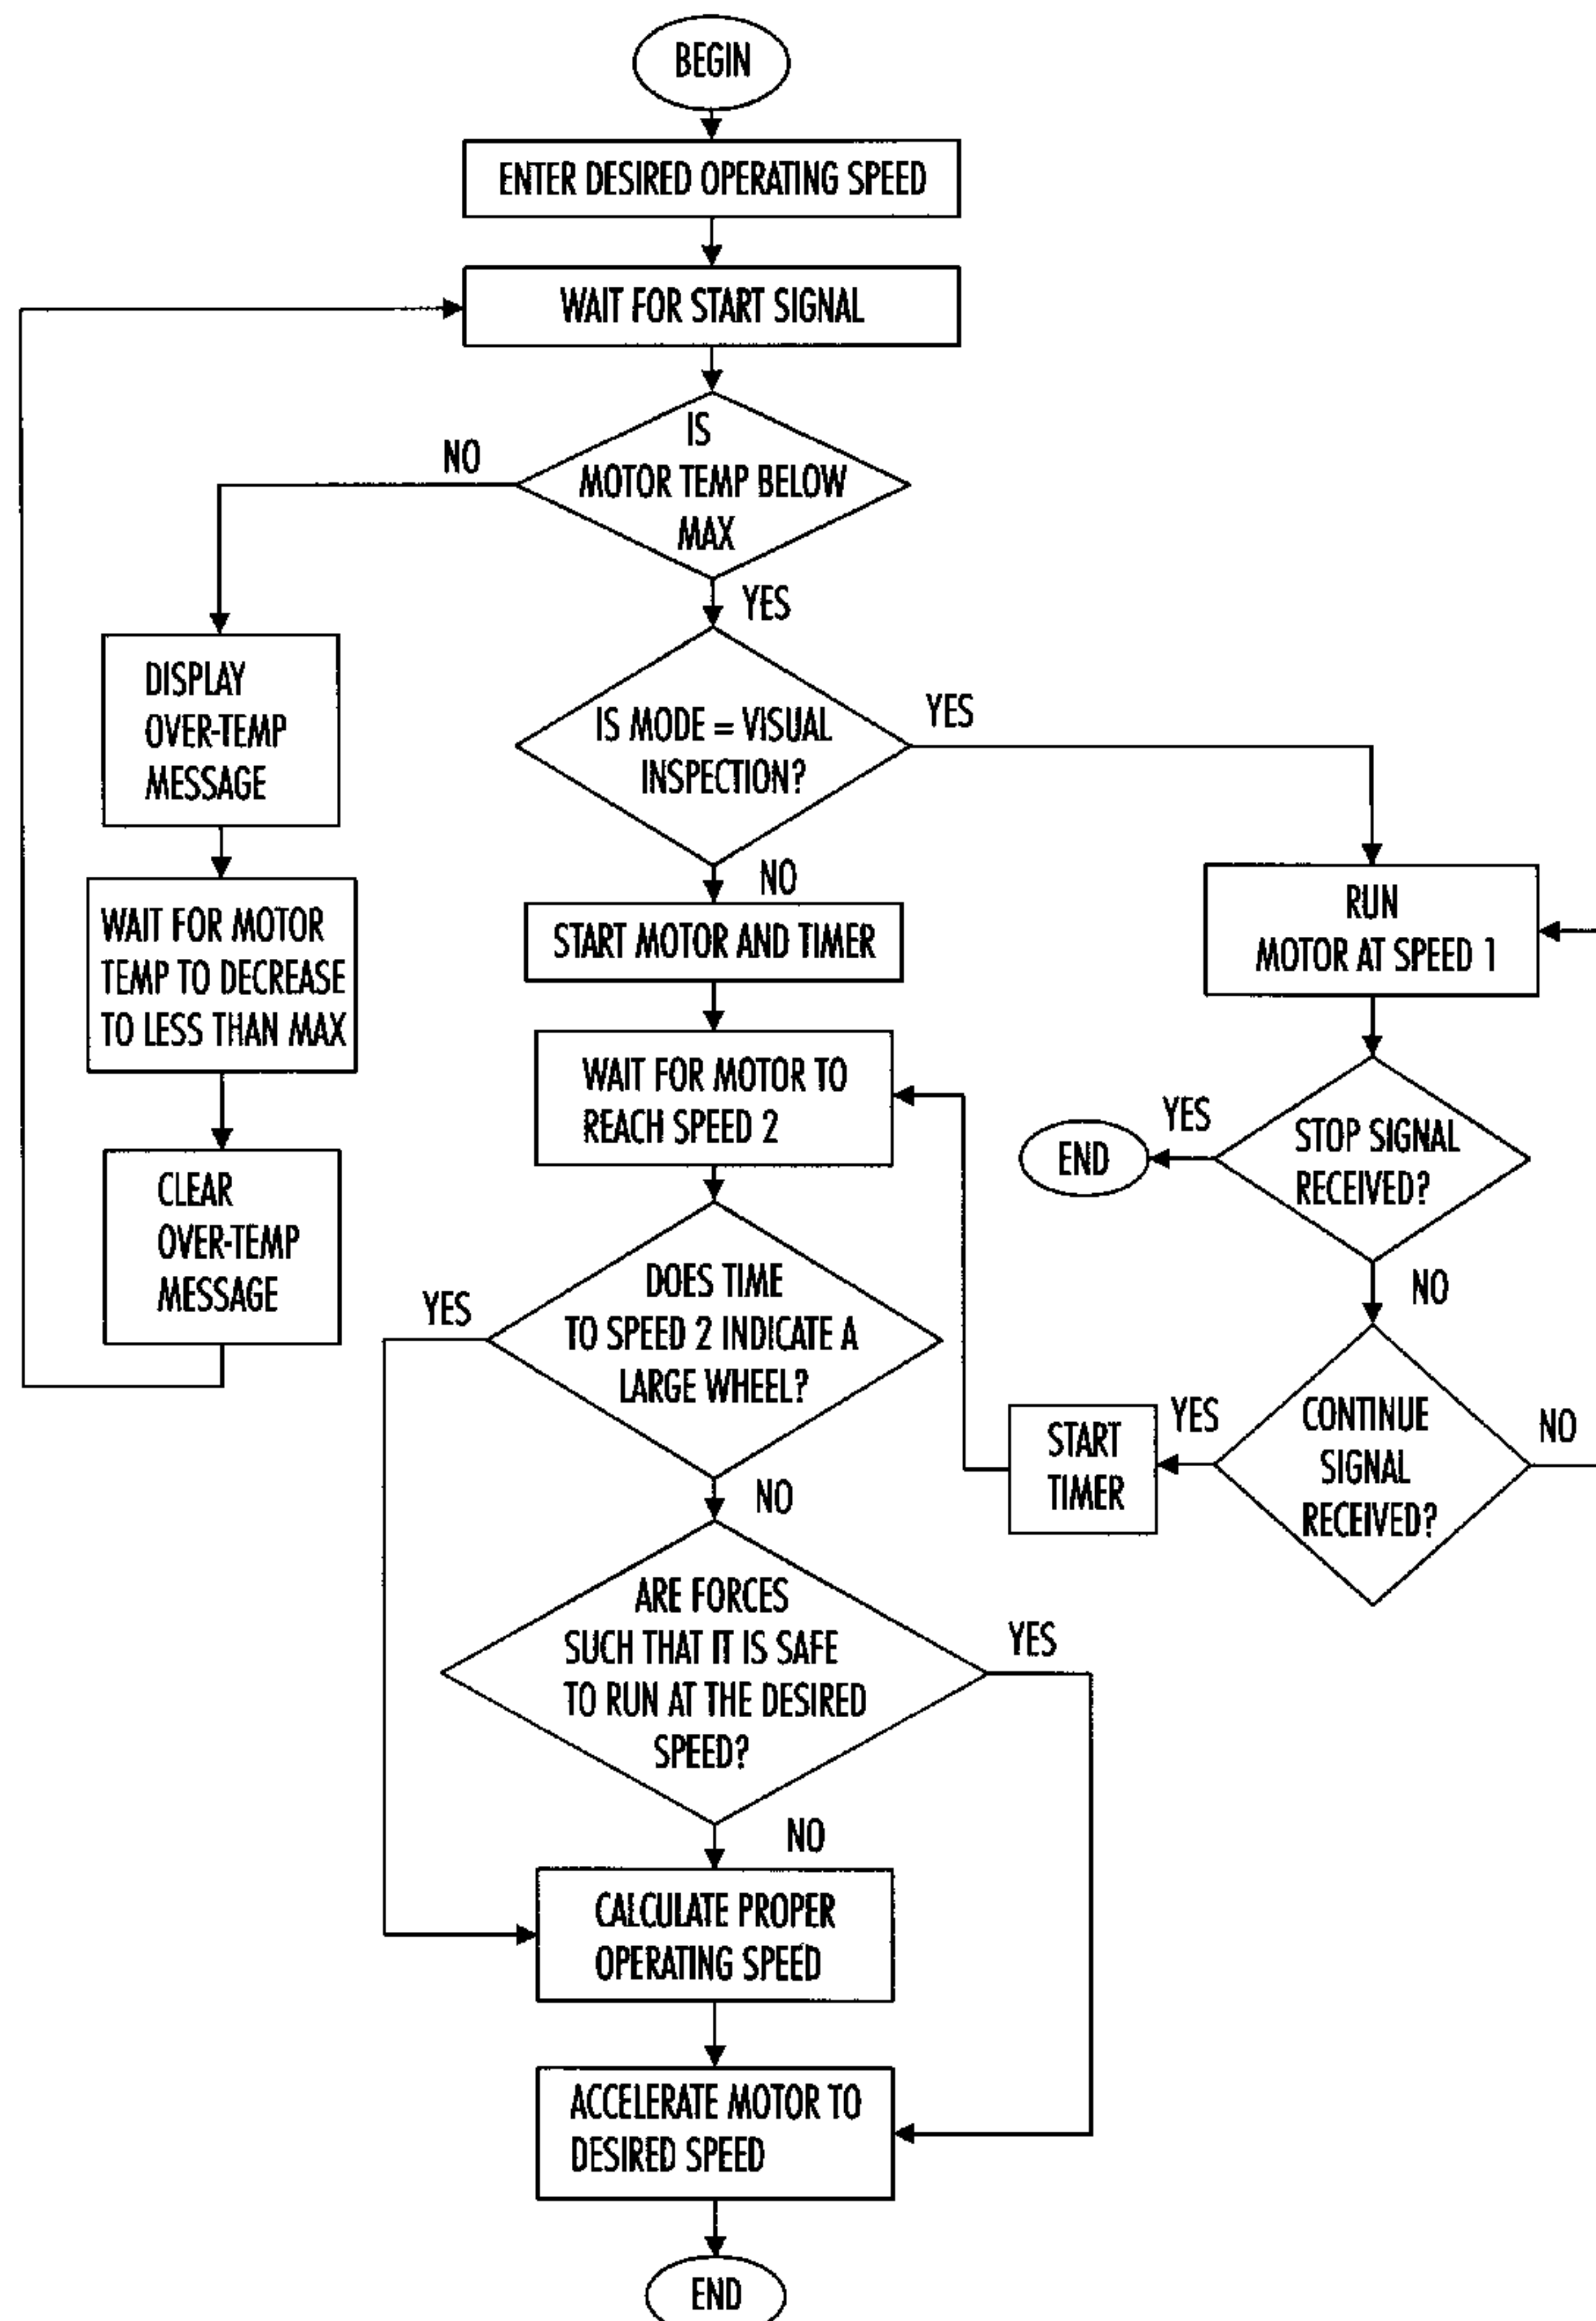 BEGIN
ENTER DESIRED OPERATING SPEED
WAIT FOR START SIGNAL
IS
MOTOR TEMP BELOW
MAX
NO
YES
DISPLAY
OVER-TEMP
MESSAGE
WAIT FOR MOTOR
TEMP TO DECREASE
TO LESS THAN MAX
CLEAR
OVER-TEMP
MESSAGE
IS MODE = VISUAL
INSPECTION?
YES
NO
START MOTOR AND TIMER
WAIT FOR MOTOR TO
REACH SPEED 2
RUN
MOTOR AT SPEED 1
STOP SIGNAL
RECEIVED?
YES
END
NO
CONTINUE
SIGNAL
RECEIVED?
YES
NO
START
TIMER
DOES TIME
TO SPEED 2 INDICATE A
LARGE WHEEL?
YES
NO
ARE FORCES
SUCH THAT IT IS SAFE
TO RUN AT THE DESIRED
SPEED?
YES
NO
CALCULATE PROPER
OPERATING SPEED
ACCELERATE MOTOR TO
DESIRED SPEED
END